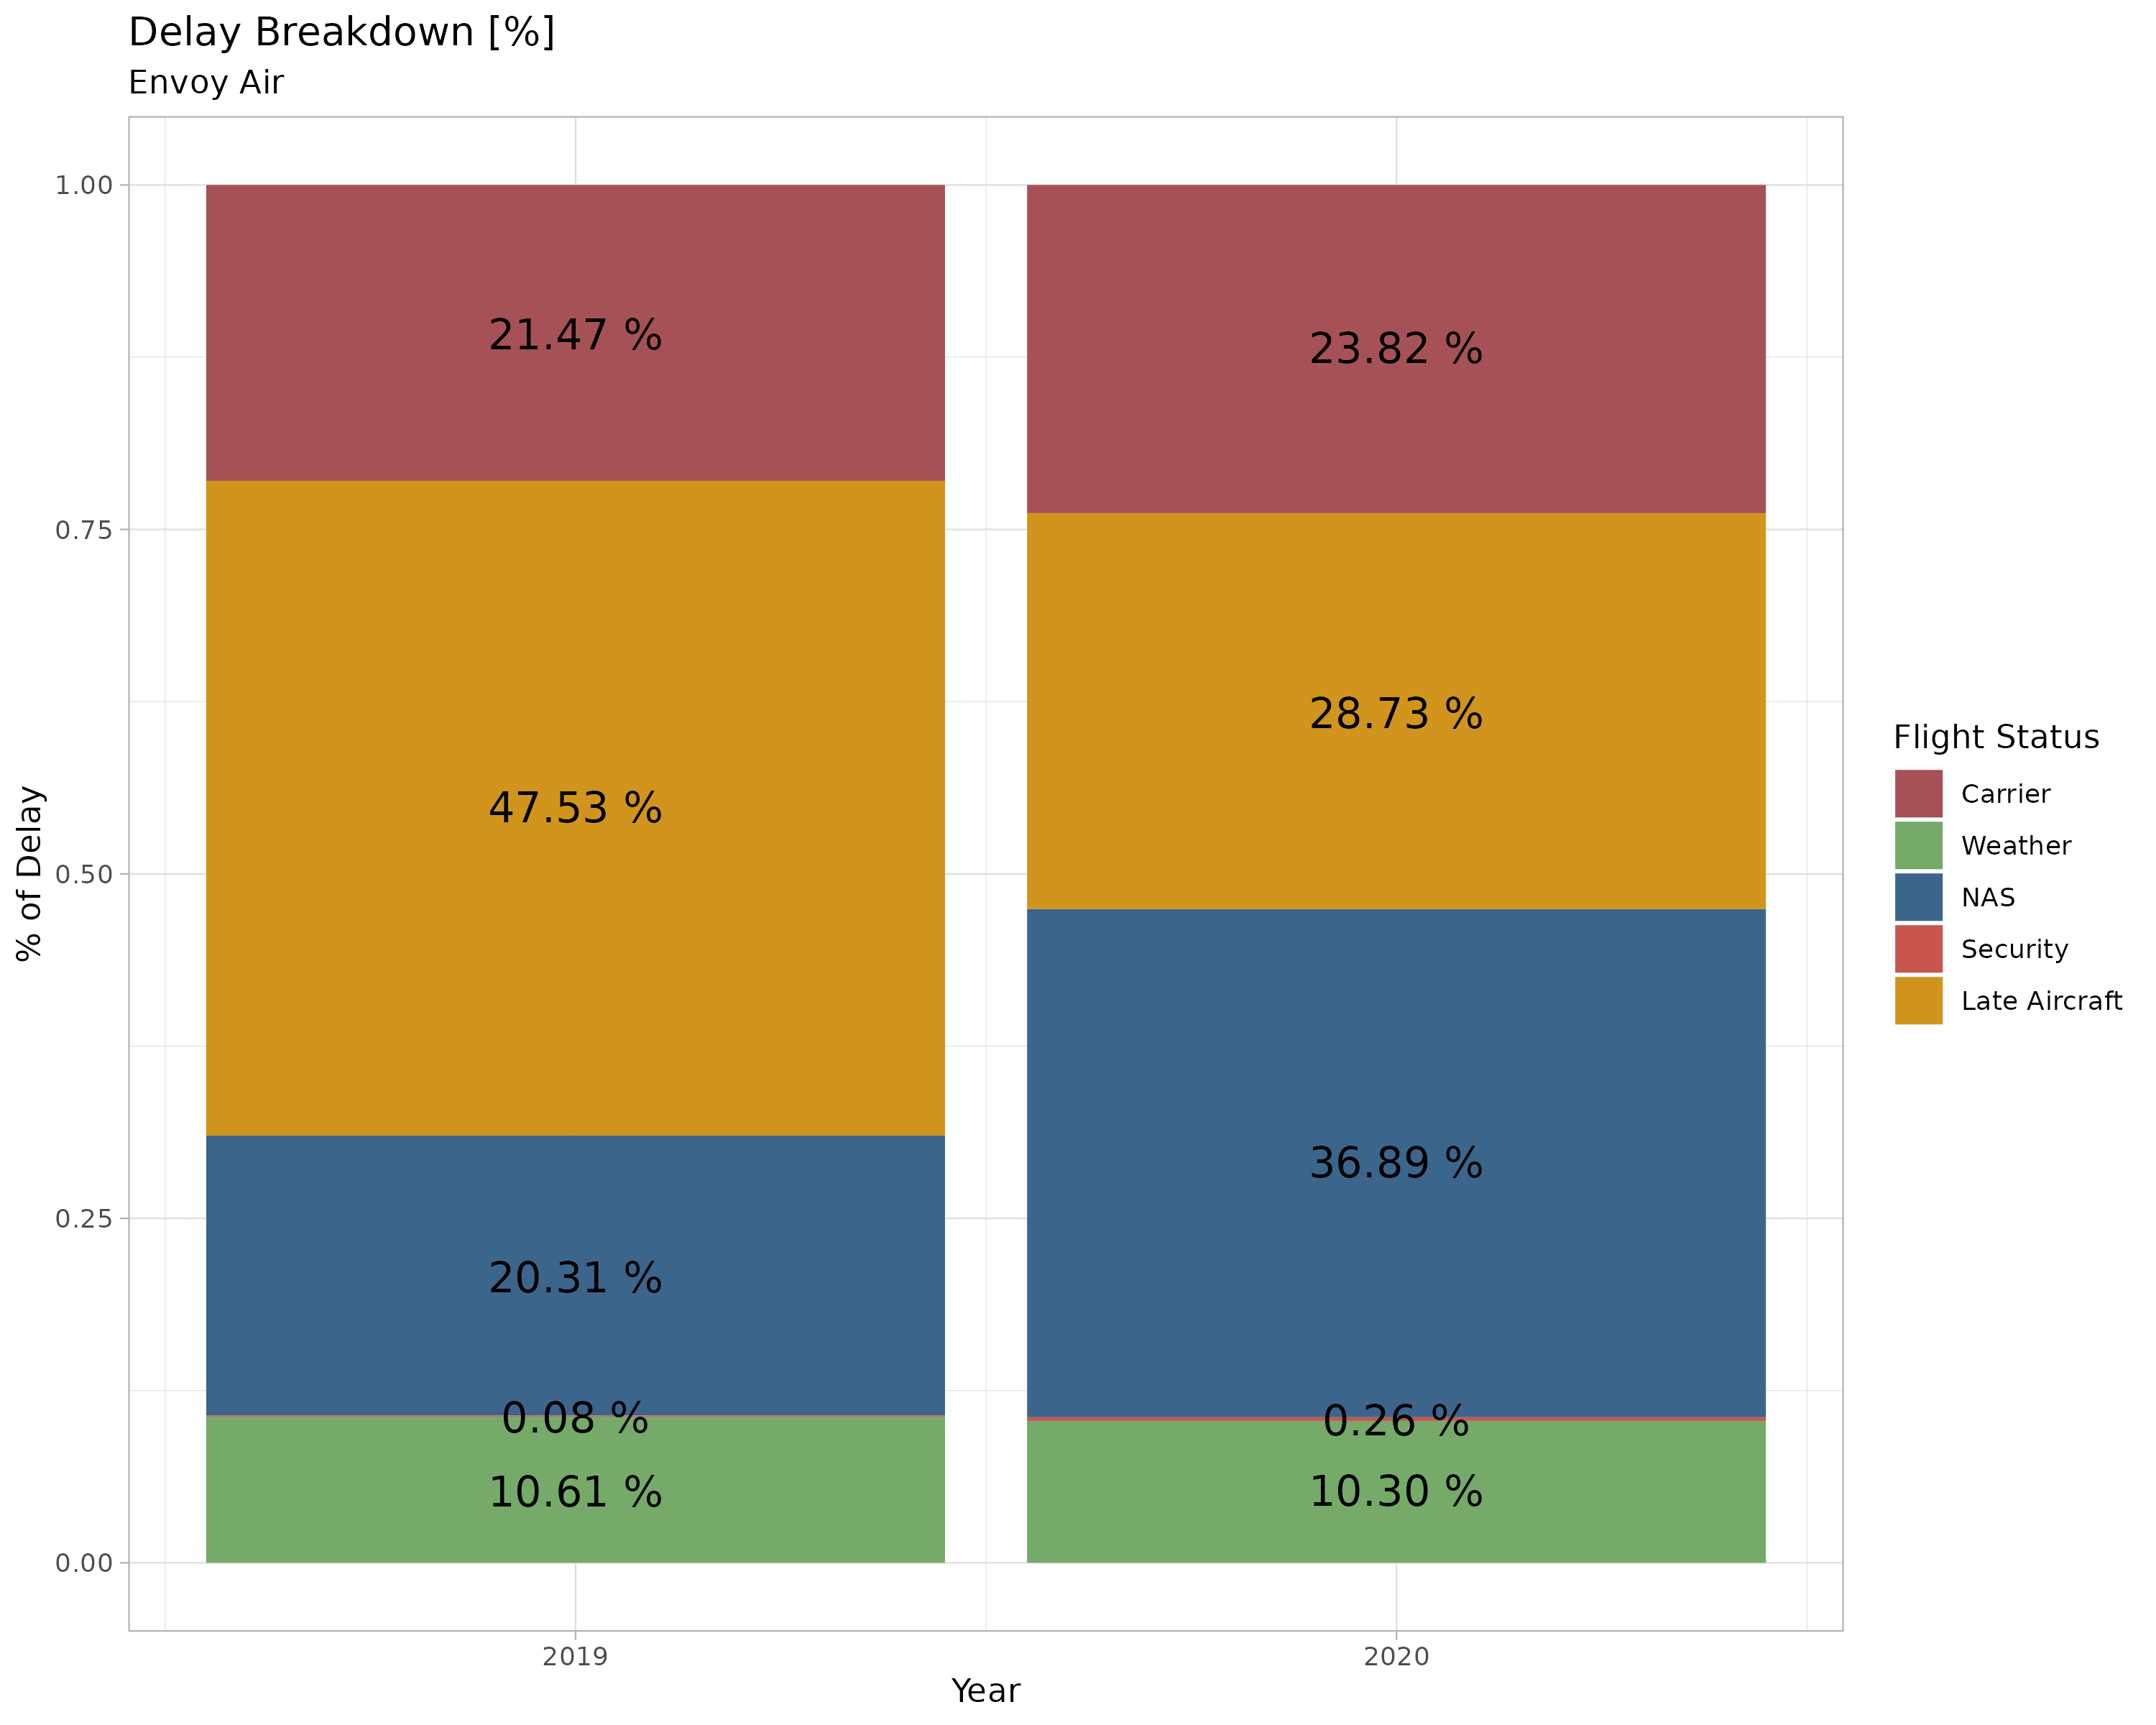 Delay Breakdown [%]
Envoy Air
% of Delay
1.00
0.75
0.50
0.25
0.00
21.47 %
47.53 %
20.31 %
0.08 %
10.61 %
23.82 %
28.73 %
36.89 %
0.26 %
10.30 %
2019
2020
Year
Flight Status
Carrier
Weather
NAS
Security
Late Aircraft